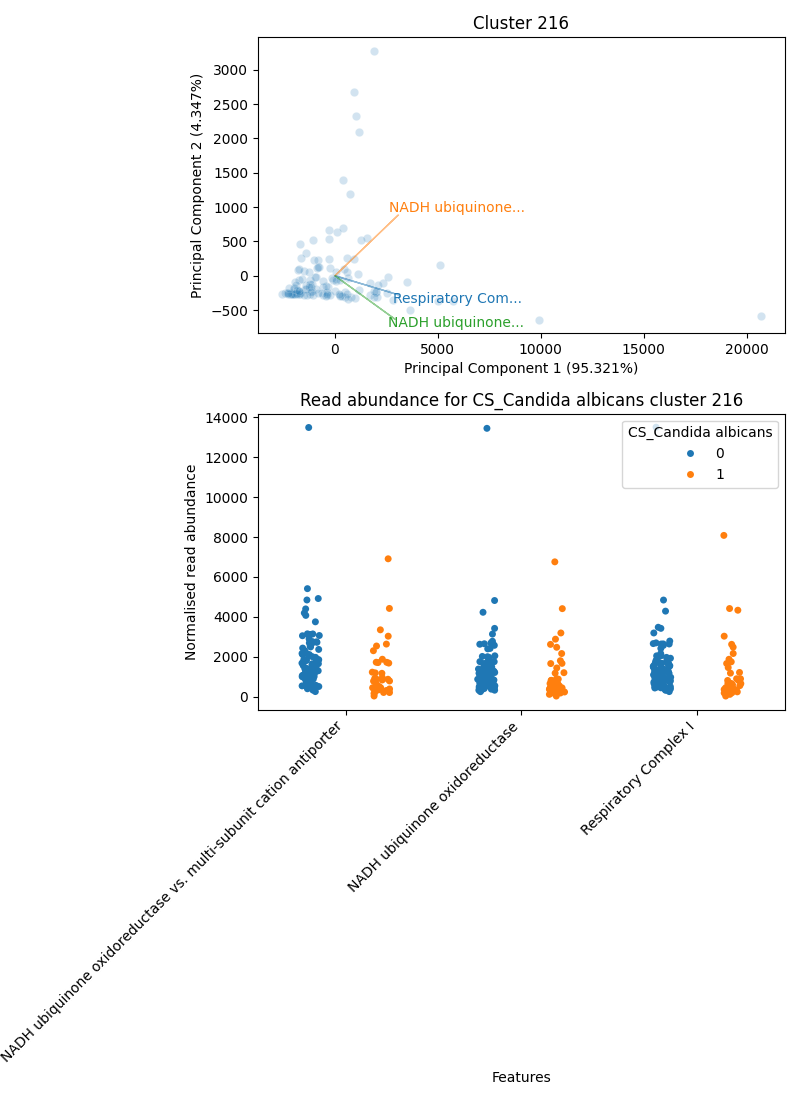 Cluster 216
Principal Component 2 (4.347%)
3000
2500
2000
1500
1000
500
0
−500
NADH ubiquinone...
Respiratory Com...
NADH ubiquinone...
0
5000
10000
15000
20000
Principal Component 1 (95.321%)
Read abundance for CS_Candida albicans cluster 216
Normalised read abundance
14000
12000
10000
8000
6000
4000
2000
0
CS_Candida albicans
0
1
NADH ubiquinone oxidoreductase vs. multi-subunit cation antiporter
NADH ubiquinone oxidoreductase
Respiratory Complex I
Features